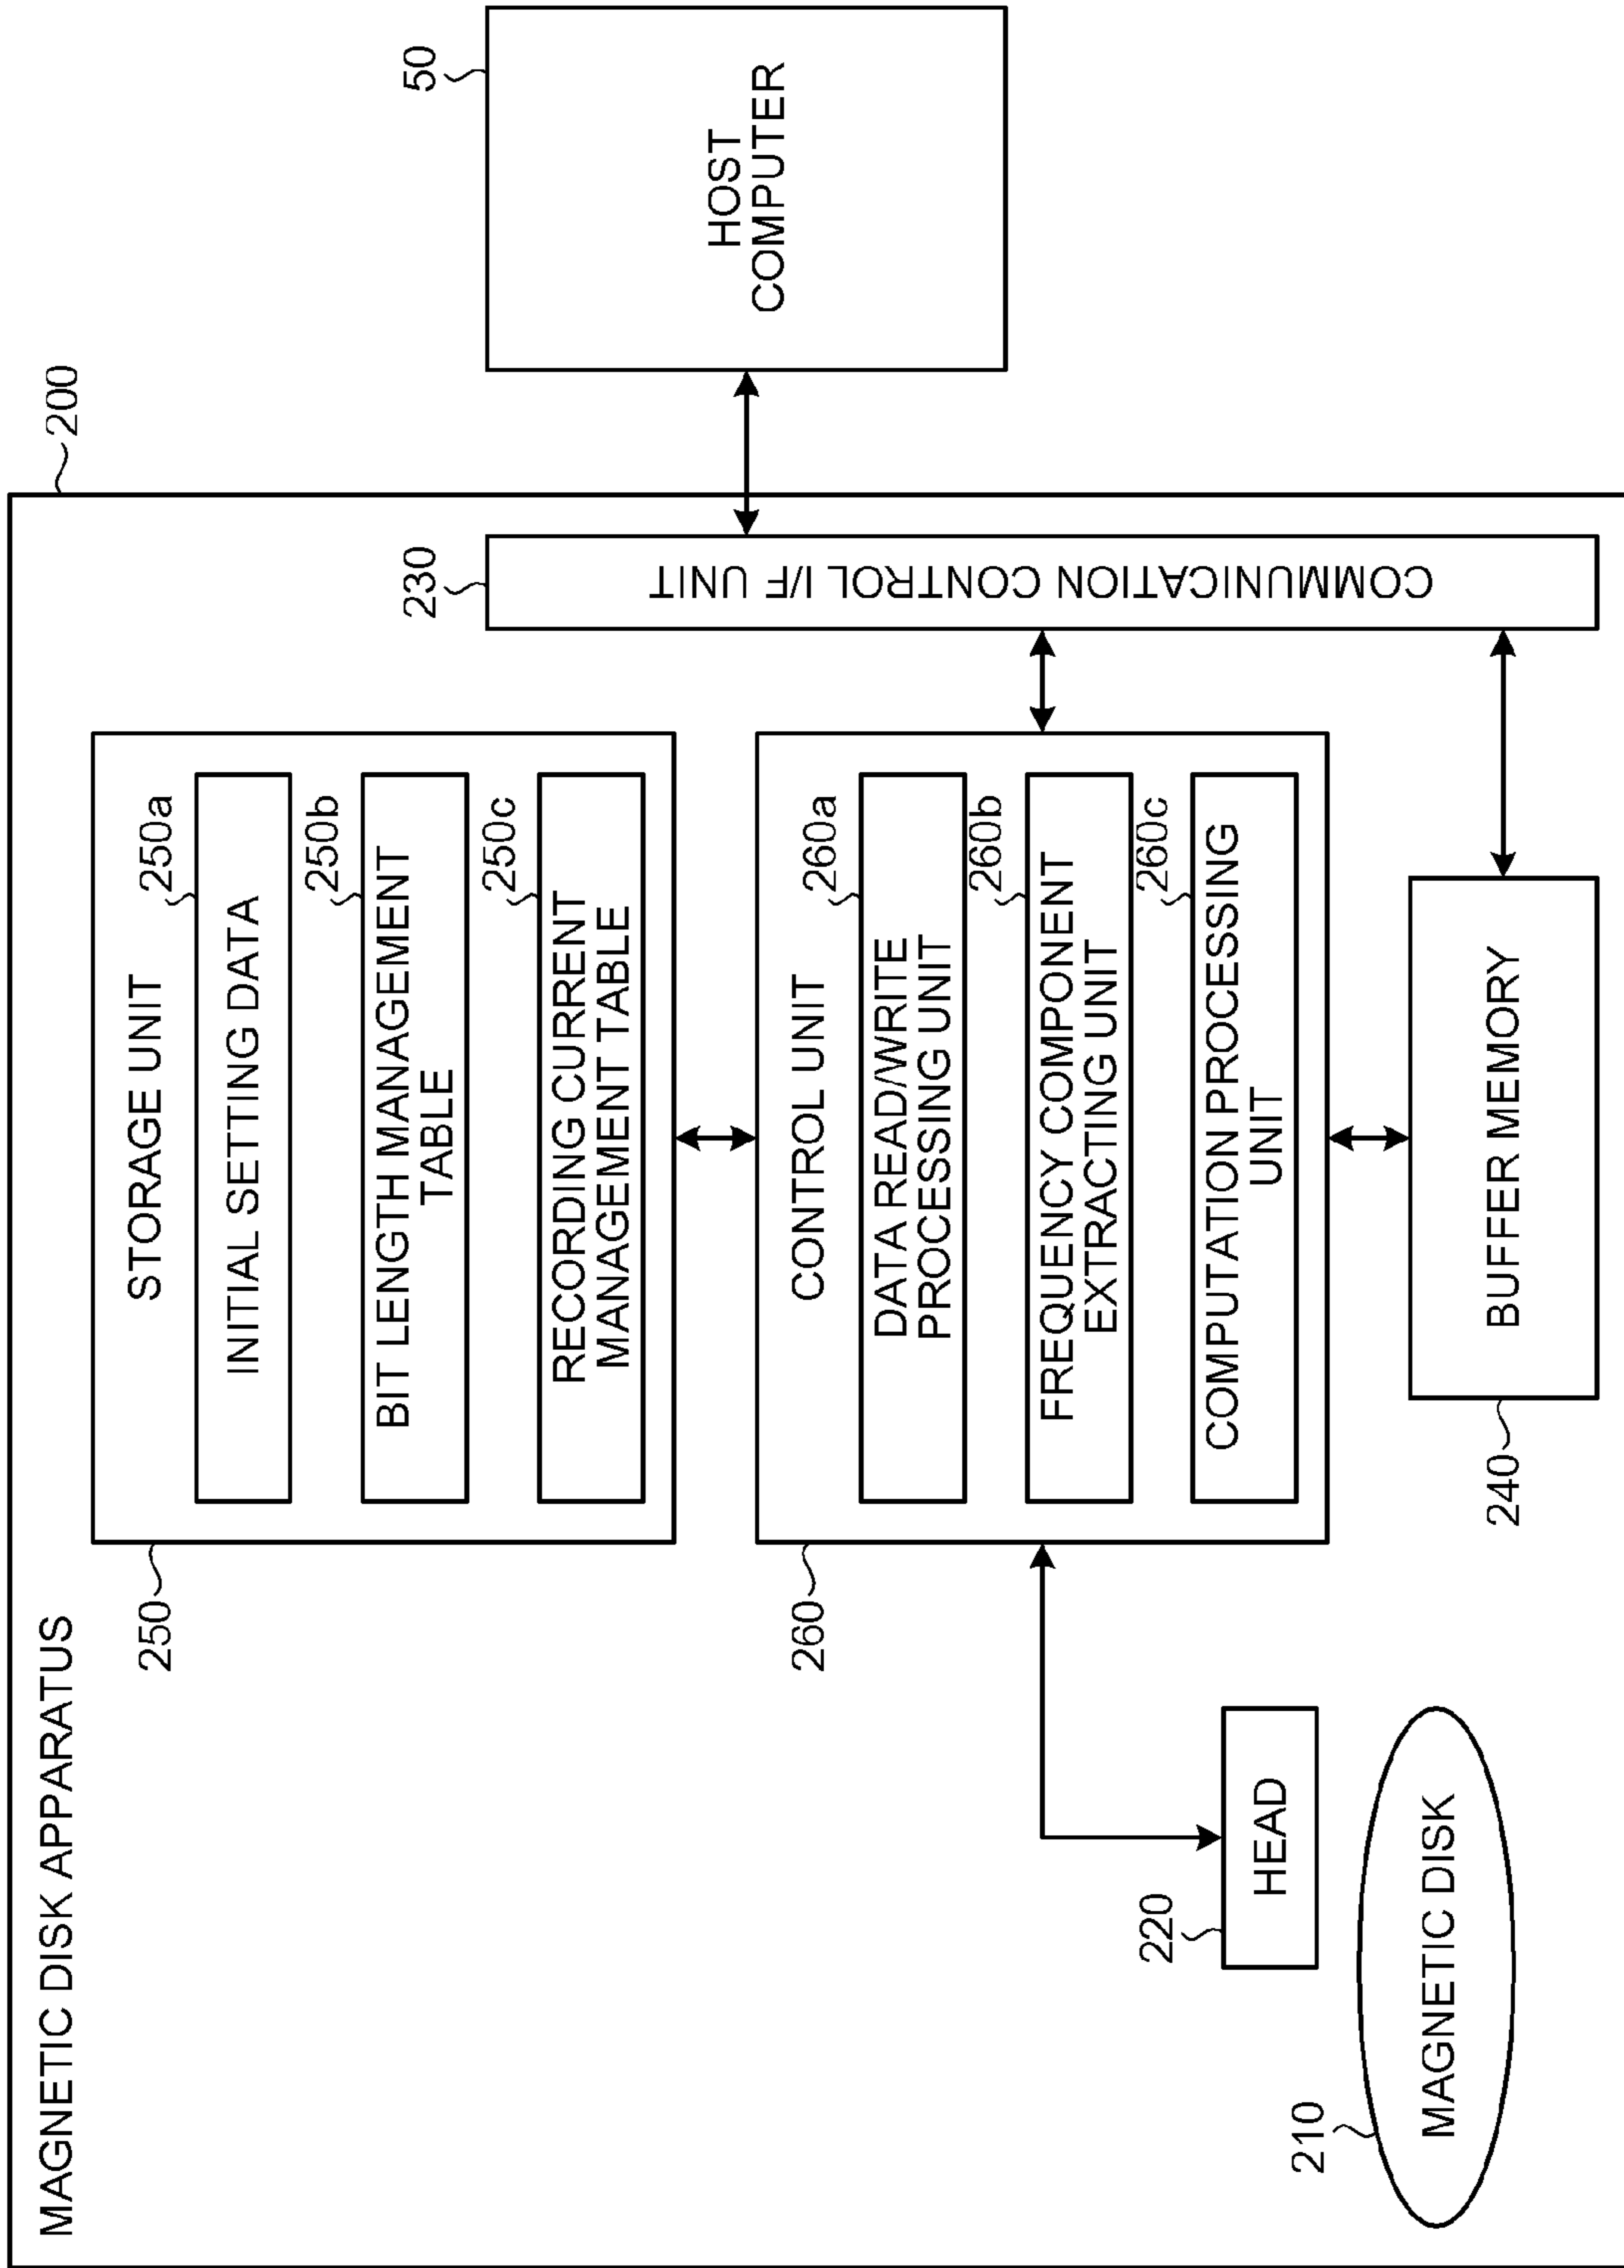 MAGNETIC DISK APPARATUS
200
250
STORAGE UNIT
250a
INITIAL SETTING DATA
250b
BIT LENGTH MANAGEMENT
TABLE
250c
RECORDING CURRENT
MANAGEMENT TABLE
230
COMMUNICATION CONTROL I/F UNIT
50
HOST
COMPUTER
260
CONTROL UNIT
260a
DATA READ/WRITE
PROCESSING UNIT
260b
FREQUENCY COMPONENT
EXTRACTING UNIT
260c
COMPUTATION PROCESSING
UNIT
220
HEAD
210
MAGNETIC DISK
240
BUFFER MEMORY